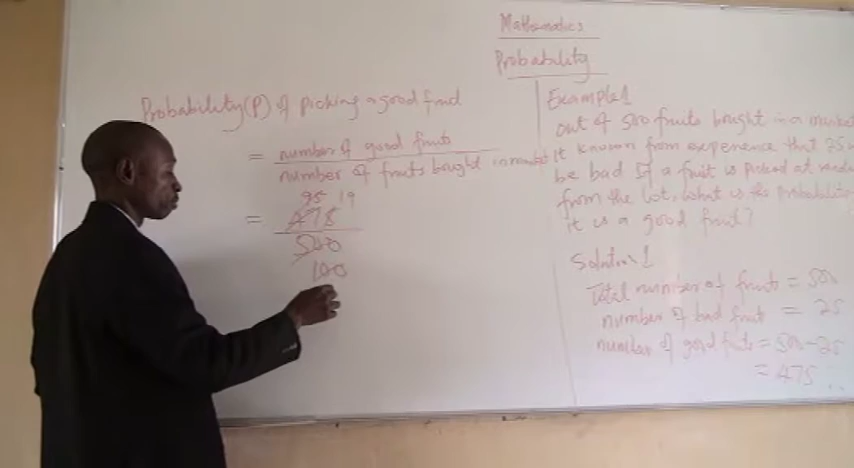 Mathematics
Probability
Probability(P) of picking a good fruit
= number of good fruits
number of fruits bought in market
95 19
= 475
500
100
Example 1
out of 500 fruits bought in a market
it known from experience that 25
be bad If a fruit is picked at
from the lot, what is the probability
it is a good fruit?
Solution 1
Total number of fruits = 500
number of bad fruits = 25
number of good fruits = 500-25
= 475